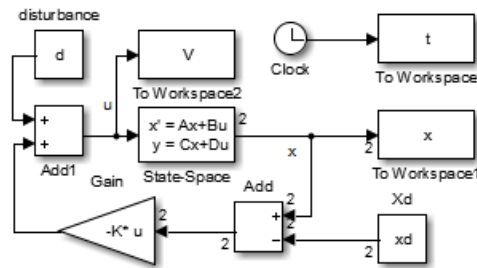 disturbance
d
V
To Workspace2
Clock
t
To Workspace
u
+
+
Add1
x' = Ax+Bu
y = Cx+Du
2
State-Space
x
2
x
To Workspace1
Gain
-K* u
2
Add
2
+
2
−
2
Xd
xd
2